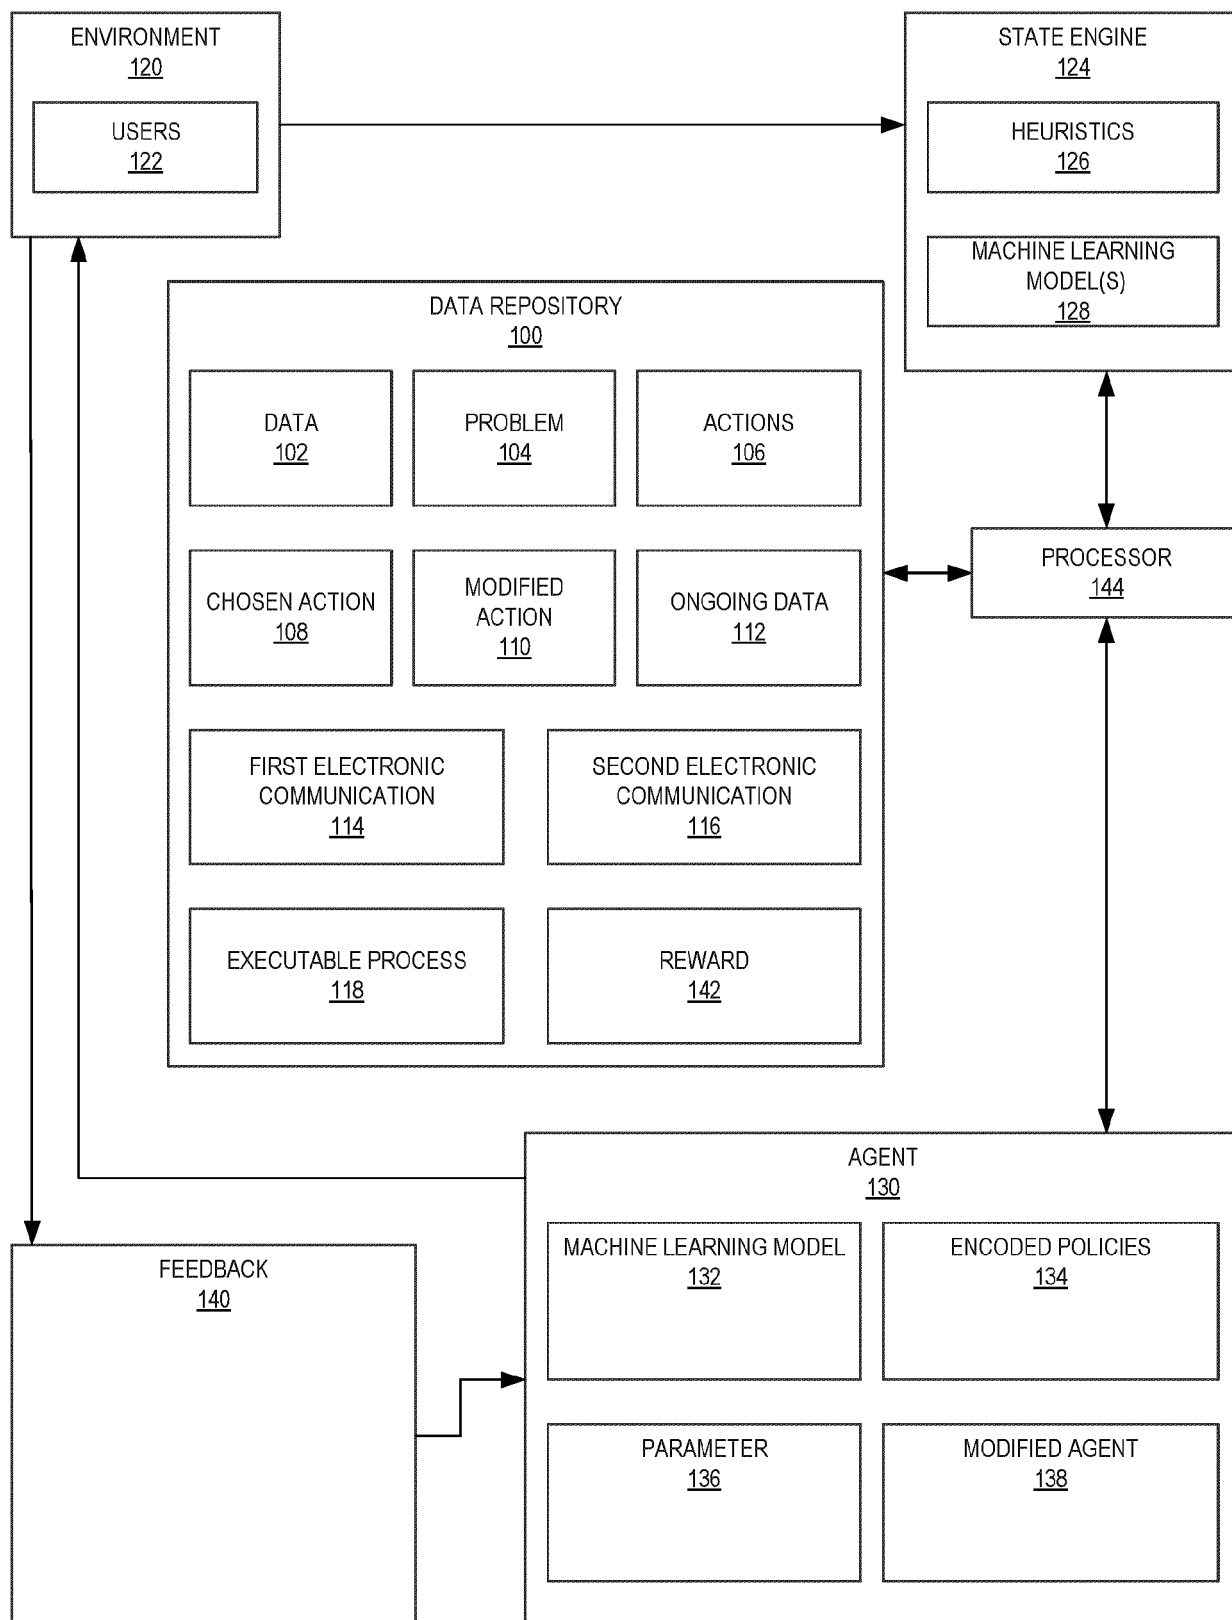 ENVIRONMENT
120
USERS
122
STATE ENGINE
124
HEURISTICS
126
MACHINE LEARNING
MODEL(S)
128
DATA REPOSITORY
100
DATA
102
PROBLEM
104
ACTIONS
106
CHOSEN ACTION
108
MODIFIED
ACTION
110
ONGOING DATA
112
PROCESSOR
144
FIRST ELECTRONIC
COMMUNICATION
114
SECOND ELECTRONIC
COMMUNICATION
116
EXECUTABLE PROCESS
118
REWARD
142
AGENT
130
MACHINE LEARNING MODEL
132
ENCODED POLICIES
134
PARAMETER
136
MODIFIED AGENT
138
FEEDBACK
140